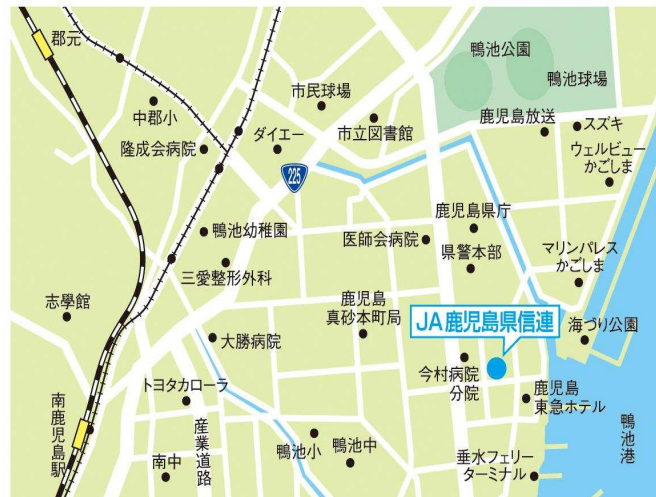 郡元
中郡小
隆成会病院
ダイエー
市民球場
市立図書館
鴨池公園
鴨池球場
鹿児島放送
スズキ
ウェルビュー
かごしま
225
鴨池幼稚園
三愛整形外科
医師会病院
鹿児島県庁
県警本部
マリンパレス
かごしま
志學館
大勝病院
鹿児島
真砂本町局
JA鹿児島県信連
海づり公園
今村病院
分院
トヨタカローラ
鹿児島
東急ホテル
南鹿児島駅
産業道路
南中
鴨池小
鴨池中
垂水フェリー
ターミナル
鴨池港